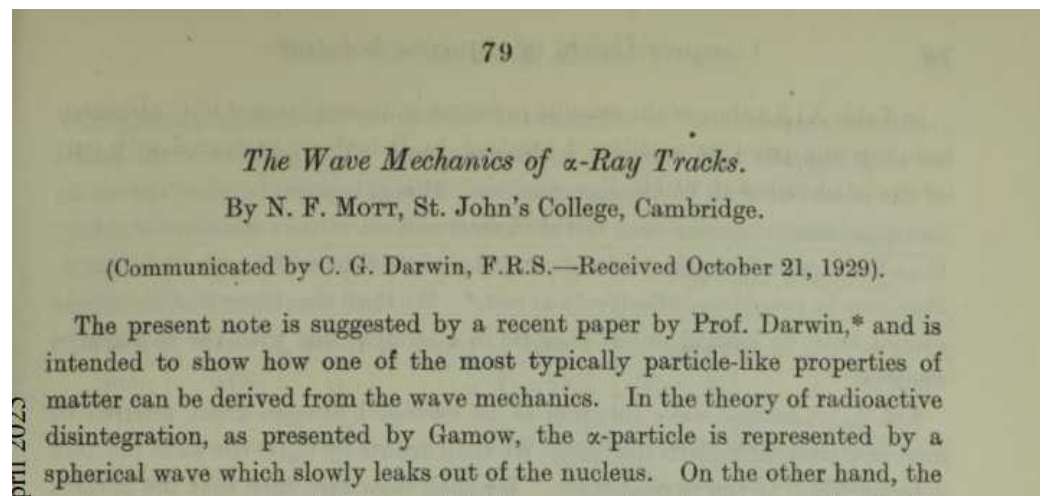 79
The Wave Mechanics of α-Ray Tracks.
By N. F. MOTT, St. John's College, Cambridge.
(Communicated by C. G. Darwin, F.R.S.—Received October 21, 1929).
The present note is suggested by a recent paper by Prof. Darwin,* and is
intended to show how one of the most typically particle-like properties of
matter can be derived from the wave mechanics. In the theory of radioactive
disintegration, as presented by Gamow, the α-particle is represented by a
spherical wave which slowly leaks out of the nucleus. On the other hand, the
pril 2023